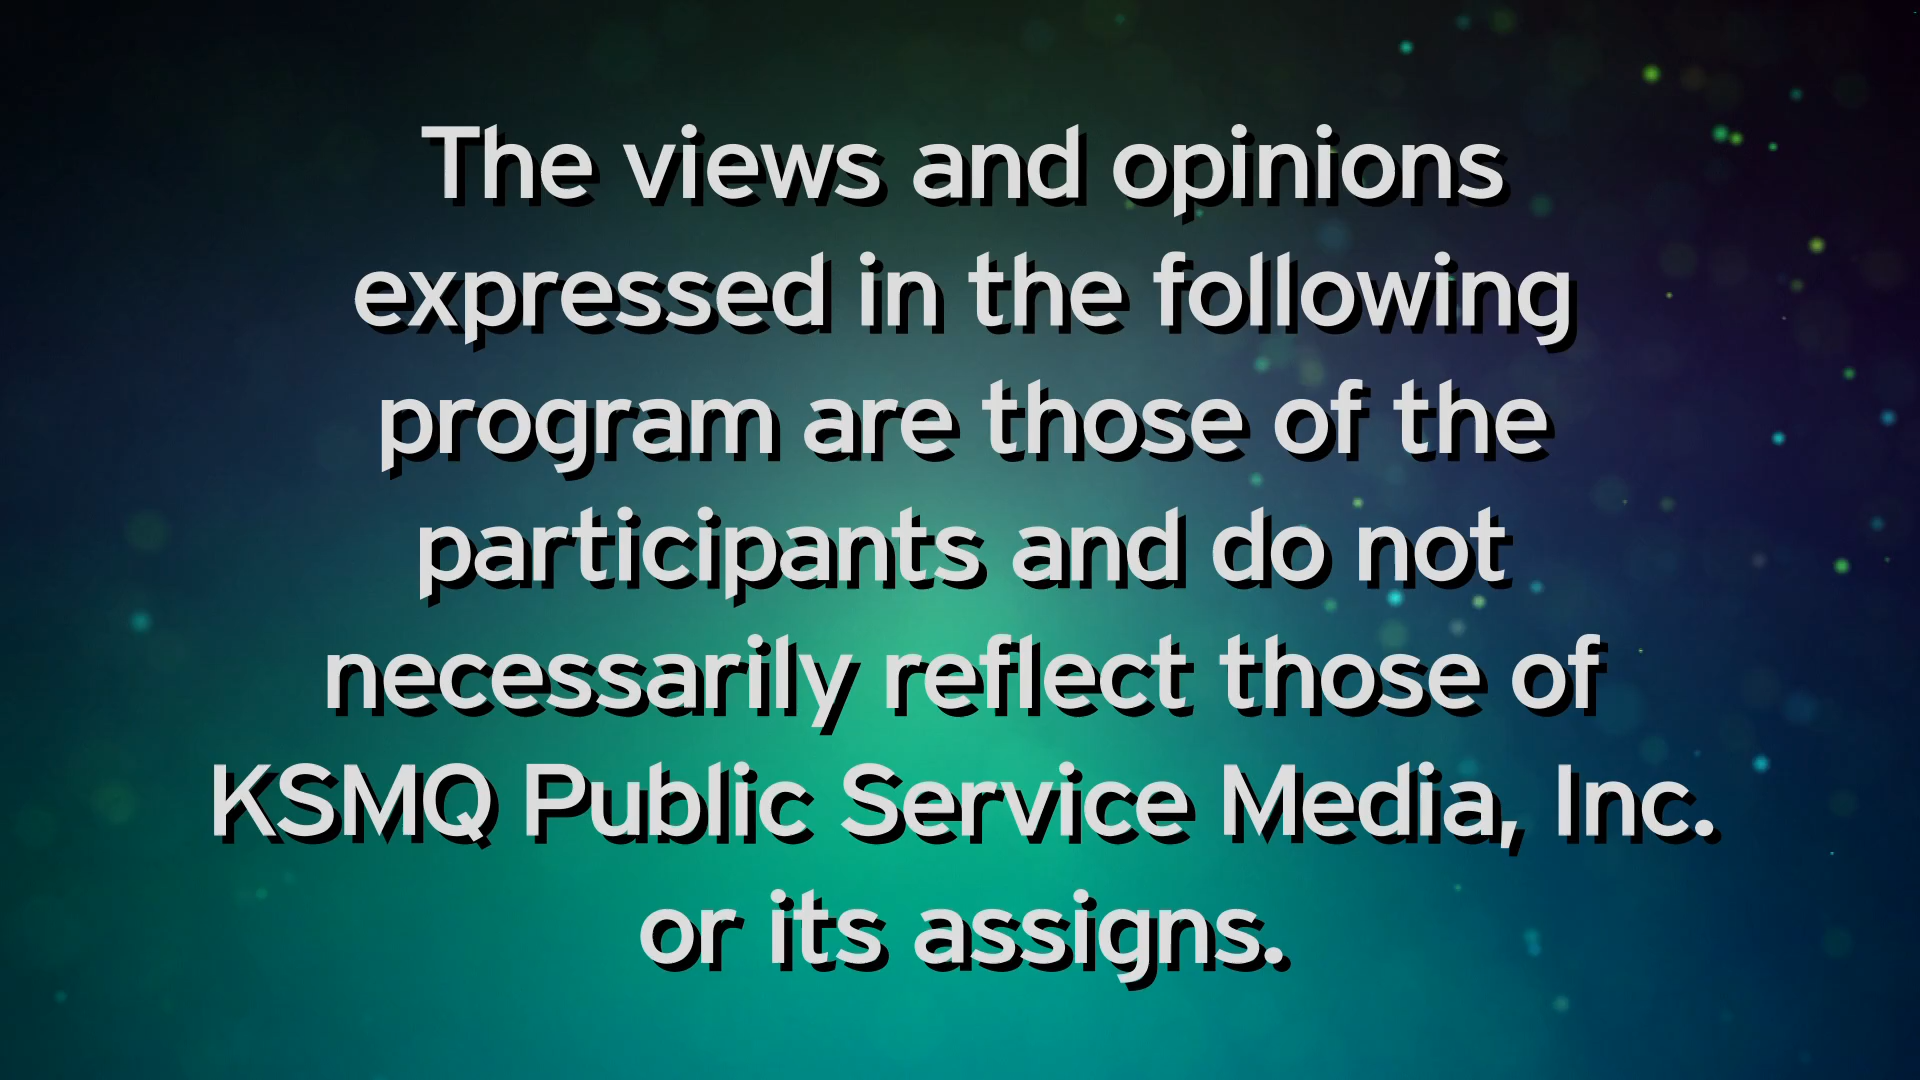 The views and opinions
expressed in the following
program are those of the
participants and do not
necessarily reflect those of
KSMQ Public Service Media, Inc.
or its assigns.